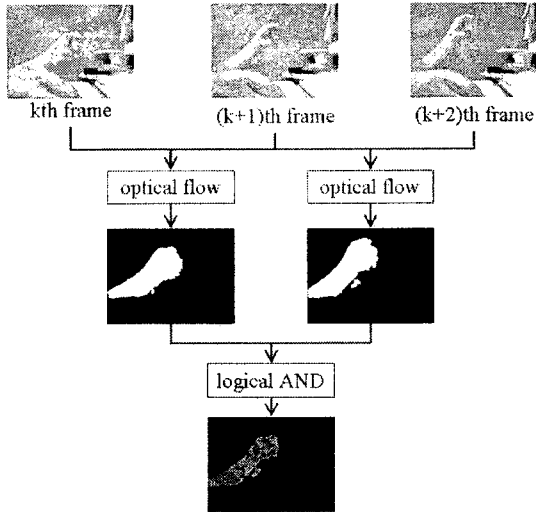 kth frame
(k+1)th frame
(k+2)th frame
optical flow
optical flow
logical AND